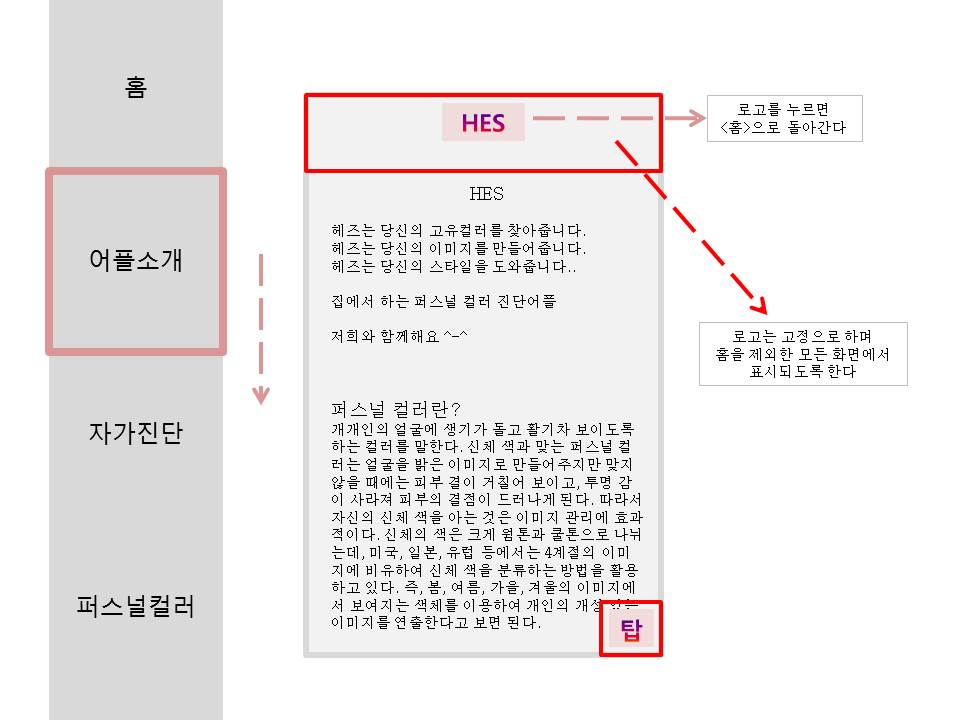 홈
어플소개
자가진단
퍼스널컬러
HES
로고를 누르면
<홈>으로 돌아간다
로고는 고정으로 하며
홈을 제외한 모든 화면에서
표시되도록 한다
HES
헤즈는 당신의 고유컬러를 찾아줍니다.
헤즈는 당신의 이미지를 만들어줍니다.
헤즈는 당신의 스타일을 도와줍니다..
집에서 하는 퍼스널 컬러 진단어플
저희와 함께해요 ^-^
퍼스널 컬러란?
개개인의 얼굴에 생기가 돌고 활기차 보이도록
하는 컬러를 말한다. 신체 색과 맞는 퍼스널 컬
러는 얼굴을 밝은 이미지로 만들어주지만 맞지
않을 때에는 피부 결이 거칠어 보이고, 투명 감
이 사라져 피부의 결점이 드러나게 된다. 따라서
자신의 신체 색을 아는 것은 이미지 관리에 효과
적이다. 신체의 색은 크게 웜톤과 쿨톤으로 나뉘
는데, 미국, 일본, 유럽 등에서는 4계절의 이미
지에 비유하여 신체 색을 분류하는 방법을 활용
하고 있다. 즉, 봄, 여름, 가을, 겨울의 이미지에
서 보여지는 색체를 이용하여 개인의 개성
이미지를 연출한다고 보면 된다.
탑